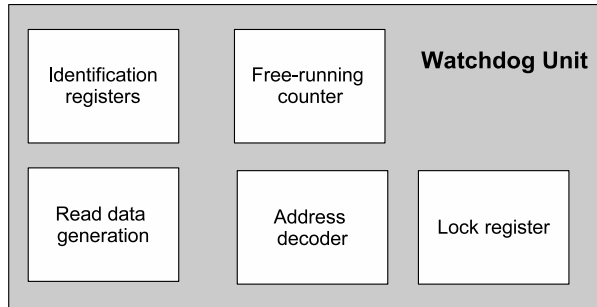 Identification
registers
Free-running
counter
Watchdog Unit
Read data
generation
Address
decoder
Lock register